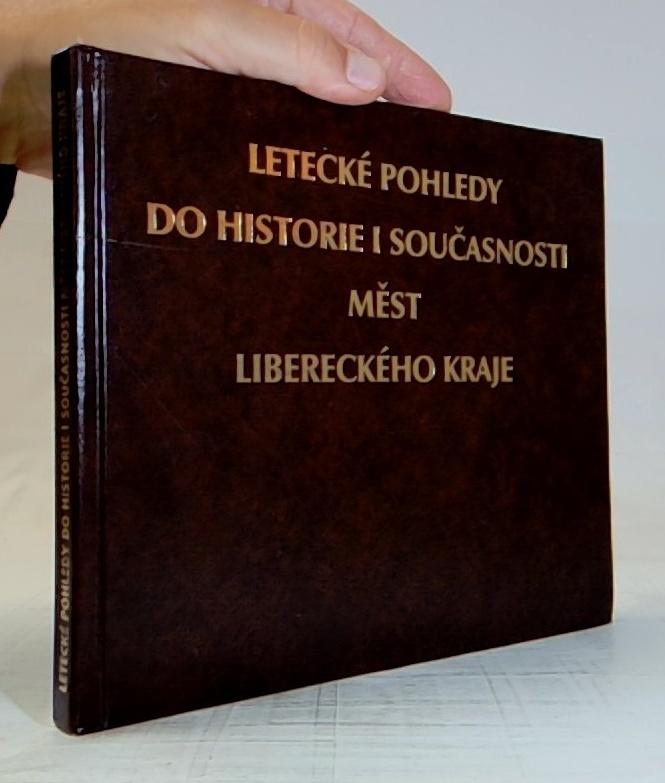 LETECKÉ POHLEDY
DO HISTORIE I SOUČASNOSTI
MĚST
LIBERECKÉHO KRAJE
LETECKÉ POHLEDY DO HISTORIE I SOUČASNOSTI